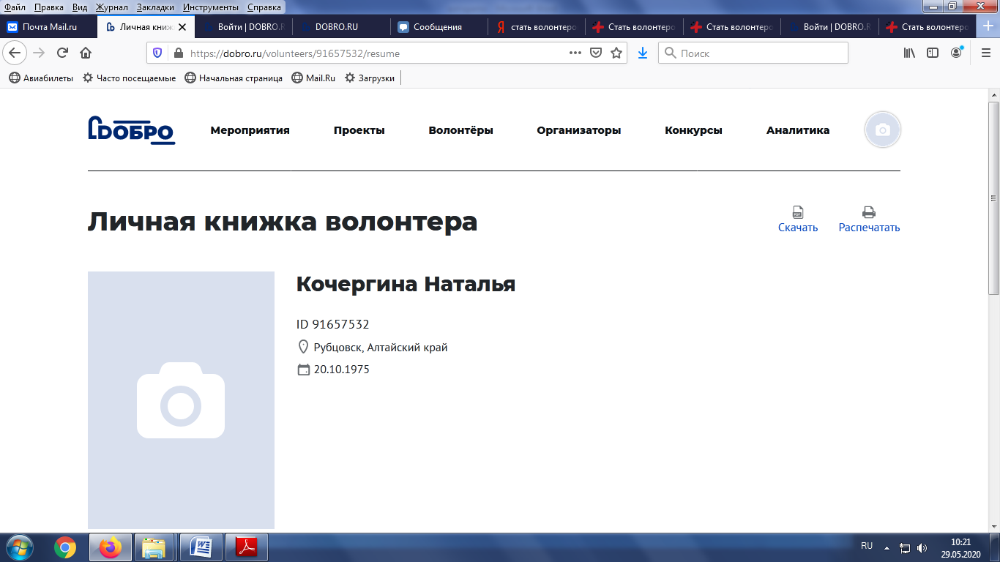 Файл Правка Вид Журнал Закладки Инструменты Справка
Почта Mail.ru
Личная книж
Войти | DOBRO.R
DOBRO.RU
Сообщения
стать волонтеро
Стать волонтеро
Стать волонтеро
Войти | DOBRO.R
Стать волонтеро
https://dobro.ru/volunteers/91657532/resume
Поиск
Авиабилеты Часто посещаемые Начальная страница Mail.Ru Загрузки
ДОБРО
Мероприятия Проекты Волонтёры Организаторы Конкурсы Аналитика
Личная книжка волонтера
PDF
Скачать Распечатать
Кочергина Наталья
ID 91657532
Рубцовск, Алтайский край
20.10.1975
RU
10:21
29.05.2020